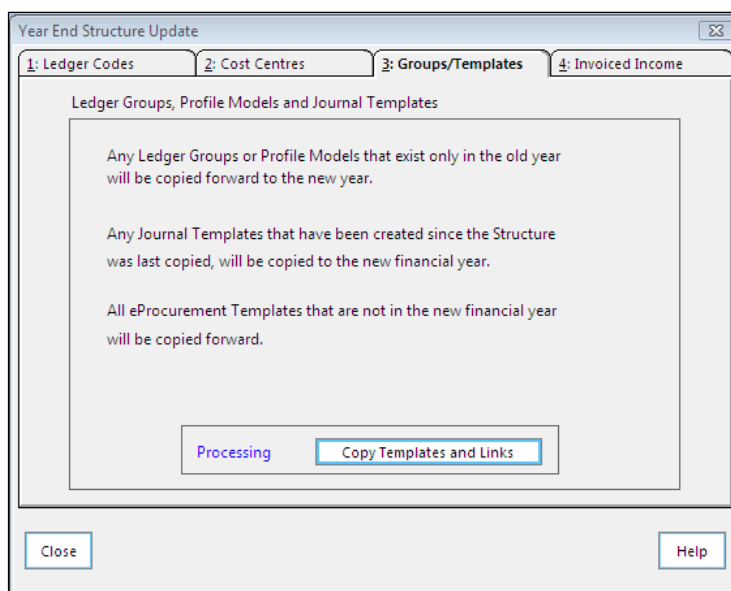 Year End Structure Update
1: Ledger Codes
2: Cost Centres
3: Groups/Templates
4: Invoiced Income
Ledger Groups, Profile Models and Journal Templates
Any Ledger Groups or Profile Models that exist only in the old year
will be copied forward to the new year.
Any Journal Templates that have been created since the Structure
was last copied, will be copied to the new financial year.
All eProcurement Templates that are not in the new financial year
will be copied forward.
Processing
Copy Templates and Links
Close
Help